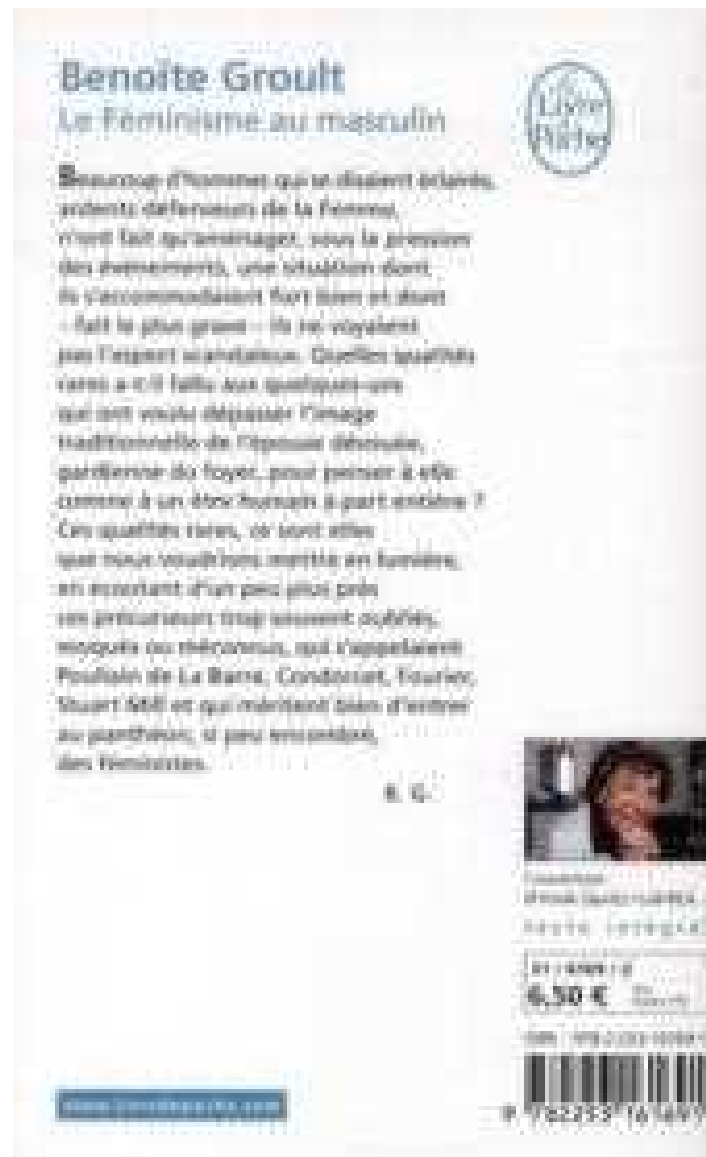 Benoîte Groult
Le Féminisme au masculin
Le Livre de Poche
Beaucoup d'hommes qui se disaient éclairés,
ardents défenseurs de la Femme,
n'ont fait qu'aménager, sous la pression
des événements, une situation dont
ils s'accommodaient fort bien et dont
– fait le plus grave – ils ne voyaient
pas l'aspect scandaleux. Quelles qualités
rares a-t-il fallu aux quelques-uns
qui ont voulu dépasser l'image
traditionnelle de l'épouse dévouée,
gardienne du foyer, pour penser à elle
comme à un être humain à part entière ?
Ces qualités rares, ce sont elles
que nous voudrions mettre en lumière,
en écoutant d'un peu plus près
ces précurseurs trop souvent oubliés,
moqués ou méconnus, qui s'appelaient
Poullain de La Barre, Condorcet, Fourier,
Stuart Mill et qui méritent bien d'entrer
au panthéon, si peu encombré,
des féministes.
B. G.
Couverture :
texte intégral
6,50 €
ISBN :